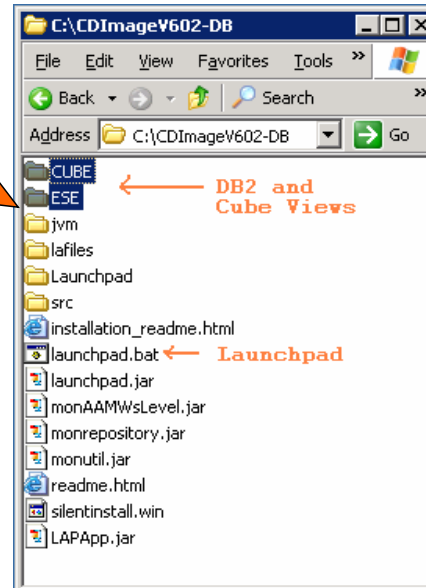 C:\CDImageV602-DB
File Edit View Favorites Tools »
Back Search »
Address C:\CDImageV602-DB Go
CUBE
DB2 and
Cube Views
ESE
jvm
lafiles
Launchpad
src
installation_readme.html
launchpad.bat Launchpad
launchpad.jar
monAAMWsLevel.jar
monrepository.jar
monutil.jar
readme.html
silentinstall.win
LAPApp.jar